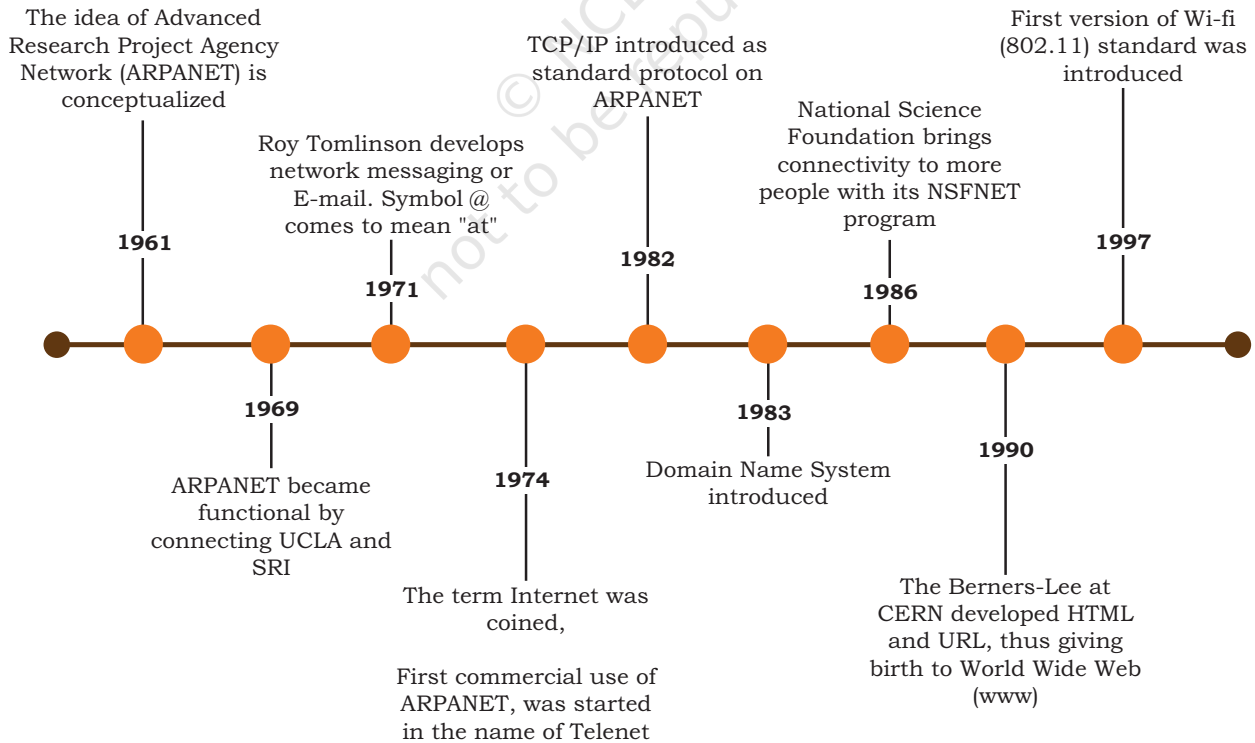 The idea of Advanced
Research Project Agency
Network (ARPANET) is
conceptualized
1961
ARPANET became
functional by
connecting UCLA and
SRI
1969
Roy Tomlinson develops
network messaging or
E-mail. Symbol @
comes to mean "at"
1971
1974
The term Internet was
coined,
First commercial use of
ARPANET, was started
in the name of Telenet
TCP/IP introduced as
standard protocol on
ARPANET
1982
1983
Domain Name System
introduced
National Science
Foundation brings
connectivity to more
people with its NSFNET
program
1986
1990
The Berners-Lee at
CERN developed HTML
and URL, thus giving
birth to World Wide Web
(www)
First version of Wi-fi
(802.11) standard was
introduced
1997
©
not to be